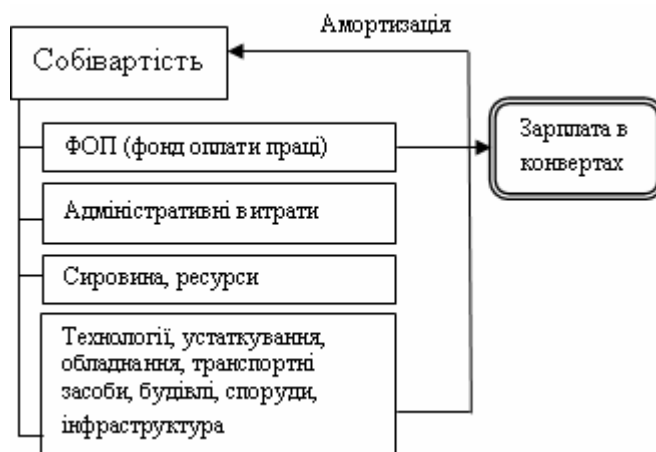 Амортизація
Собівартість
ФОП (фонд оплати праці)
Зарплата в
конвертах
Адміністративні витрати
Сировина, ресурси
Технології, устаткування,
обладнання, транспортні
засоби, будівлі, споруди,
інфраструктура